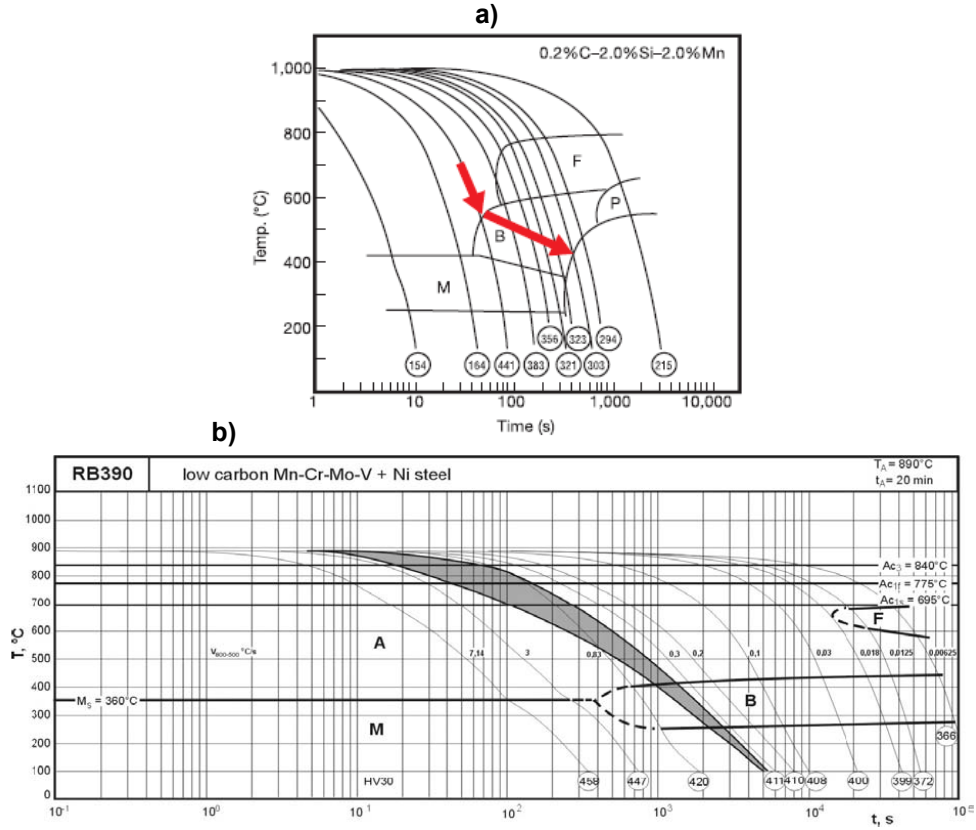 a)
0.2%C–2.0%Si–2.0%Mn
1,000
800
600
400
200
Temp. (°C)
F
P
B
M
356 323 294
154 164 441 383 321 303 215
1 10 100 1,000 10,000
Time (s)
b)
RB390 low carbon Mn-Cr-Mo-V + Ni steel
T_A = 890°C
t_A = 20 min
1100
1000
900
800
700
600
500
400
300
200
100
0
T, °C
Ac₃ = 840°C
Ac₁f = 775°C
Ac₁s = 695°C
F
A
V₈₀₀₋₅₀₀ °C/s 7,14 3 0,83 0,3 0,2 0,1 0,03 0,018 0,0125 0,00625
Mₛ = 360°C
B
M
366
HV30 458 447 420 411 410 408 400 399 372
10⁻¹ 10⁰ 10¹ 10² 10³ 10⁴
t, s